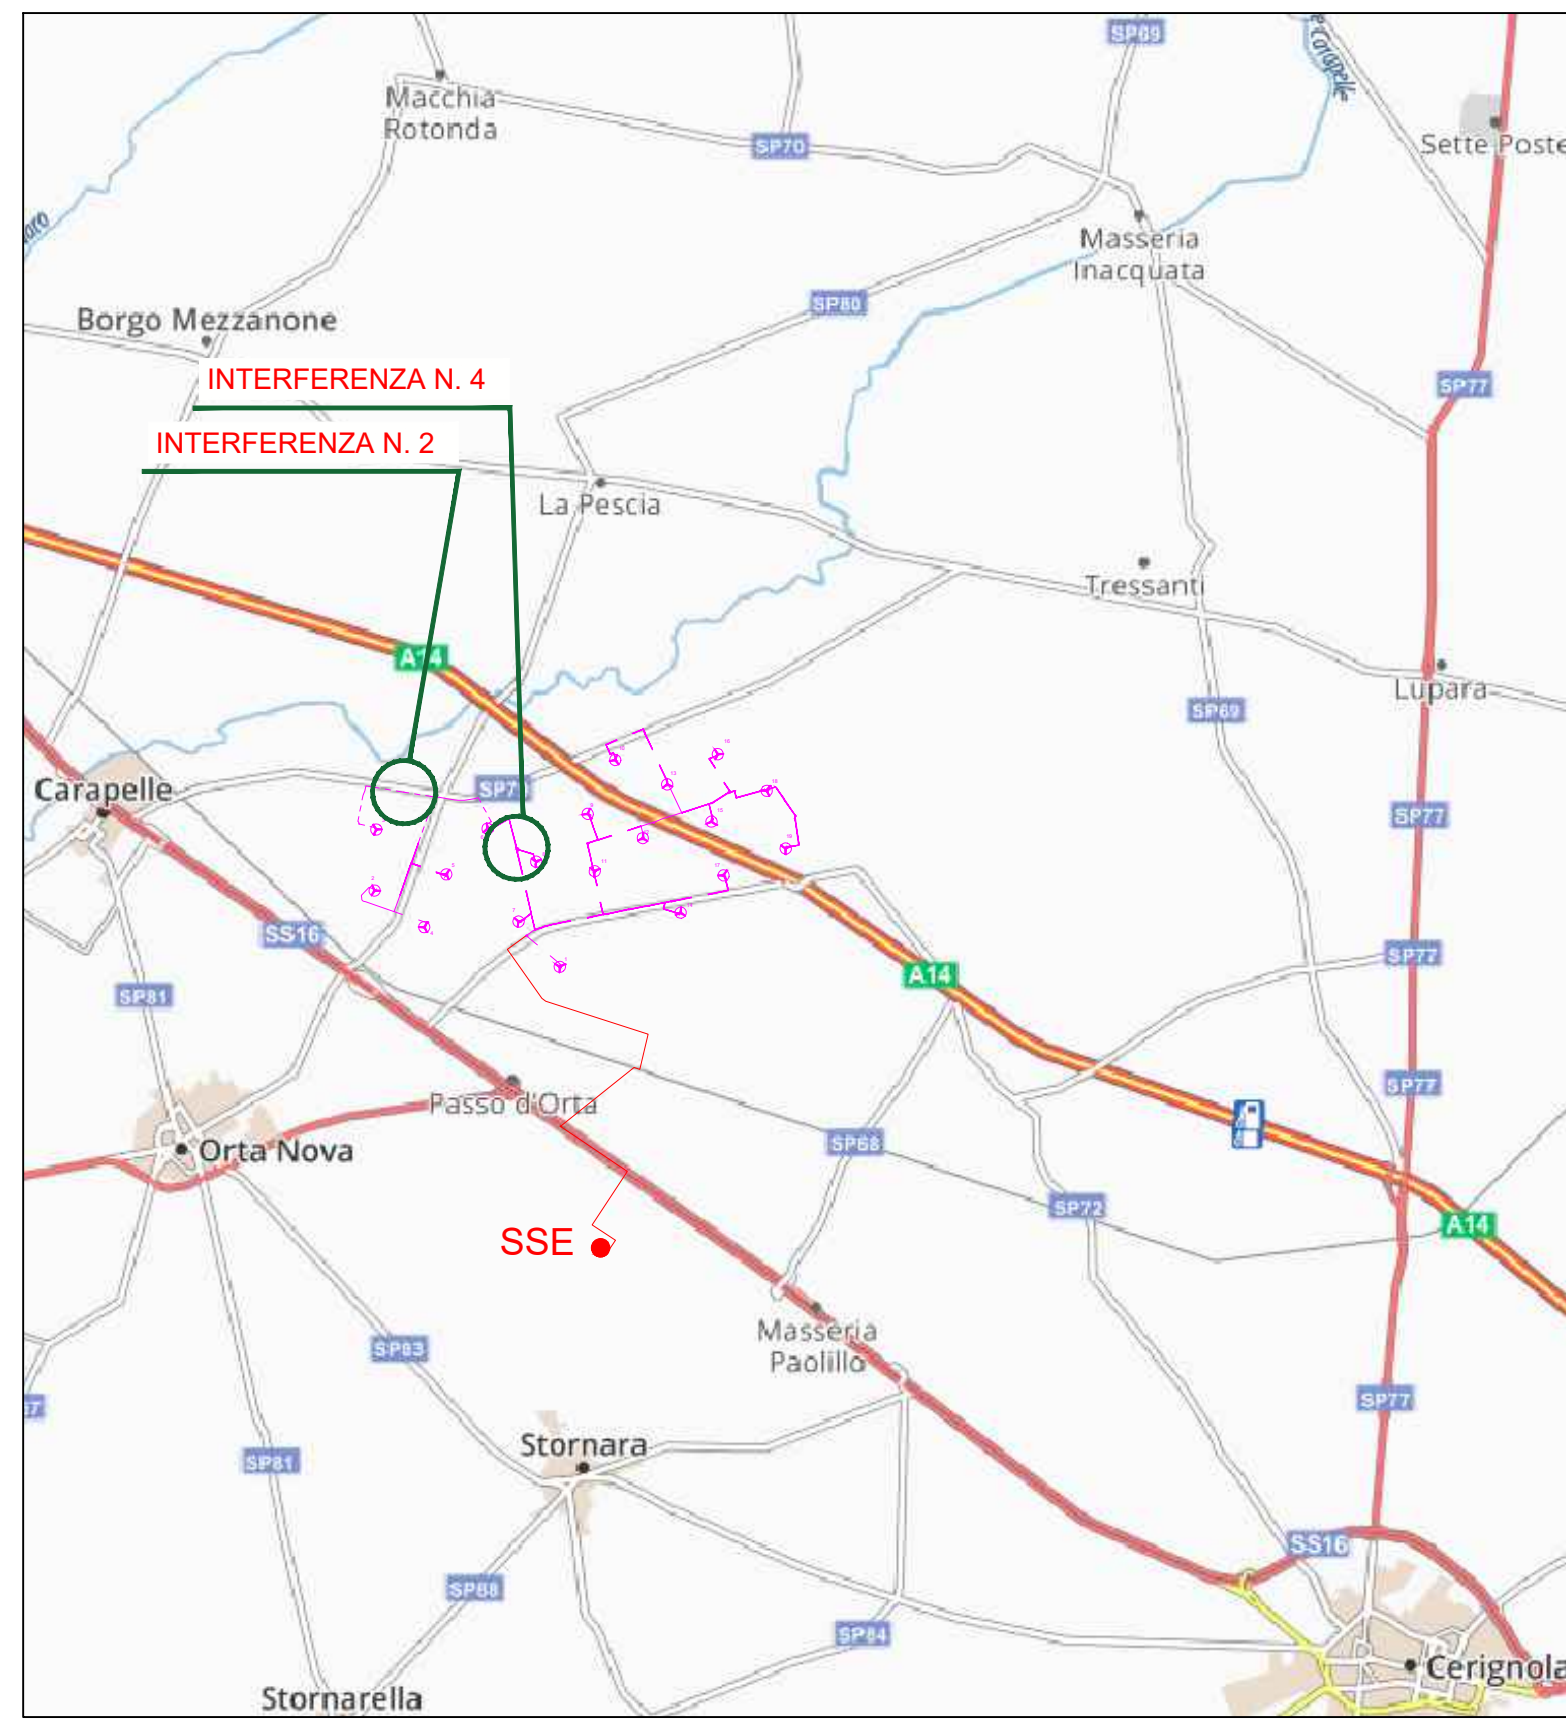 SP69
e Carapelle
Macchia
Rotonda
SP70
Sette Poste
Masseria
Inacquata
SP80
Borgo Mezzanone
INTERFERENZA N. 4
SP77
INTERFERENZA N. 2
La Pescia
Tressanti
A14
Lupara
SP69
Carapelle
SP77
SS16
SP77
A14
SP81
SP77
Passo d'Orta
Orta Nova
SP68
SP72
A14
SSE
Masseria
Paolillo
SP83
SP77
Stornara
SP81
SS16
SP88
SP84
Cerignola
Stornarella